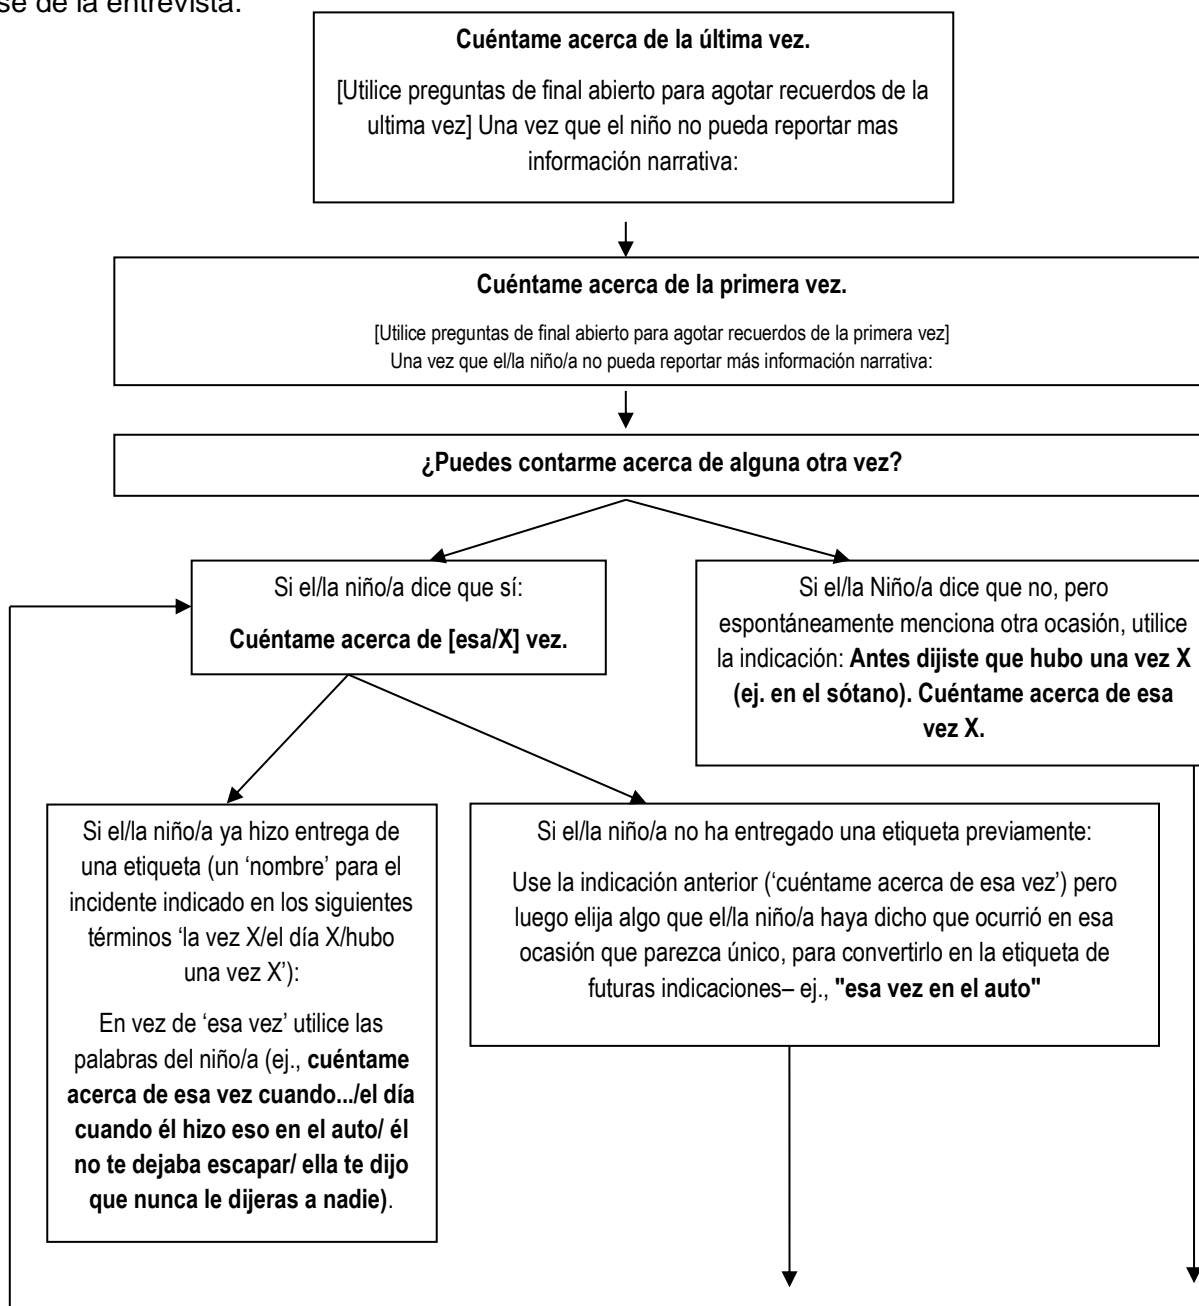 se de la entrevista.
Cuéntame acerca de la última vez.
[Utilice preguntas de final abierto para agotar recuerdos de la
ultima vez] Una vez que el niño no pueda reportar mas
información narrativa:
Cuéntame acerca de la primera vez.
[Utilice preguntas de final abierto para agotar recuerdos de la primera vez]
Una vez que el/la niño/a no pueda reportar más información narrativa:
¿Puedes contarme acerca de alguna otra vez?
Si el/la niño/a dice que sí:
Cuéntame acerca de [esa/X] vez.
Si el/la Niño/a dice que no, pero
espontáneamente menciona otra ocasión, utilice
la indicación: Antes dijiste que hubo una vez X
(ej. en el sótano). Cuéntame acerca de esa
vez X.
Si el/la niño/a ya hizo entrega de
una etiqueta (un ‘nombre’ para el
incidente indicado en los siguientes
términos ‘la vez X/el día X/hubo
una vez X’):
En vez de ‘esa vez’ utilice las
palabras del niño/a (ej., cuéntame
acerca de esa vez cuando.../el día
cuando él hizo eso en el auto/ él
no te dejaba escapar/ ella te dijo
que nunca le dijeras a nadie).
Si el/la niño/a no ha entregado una etiqueta previamente:
Use la indicación anterior (‘cuéntame acerca de esa vez’) pero
luego elija algo que el/la niño/a haya dicho que ocurrió en esa
ocasión que parezca único, para convertirlo en la etiqueta de
futuras indicaciones– ej., "esa vez en el auto"